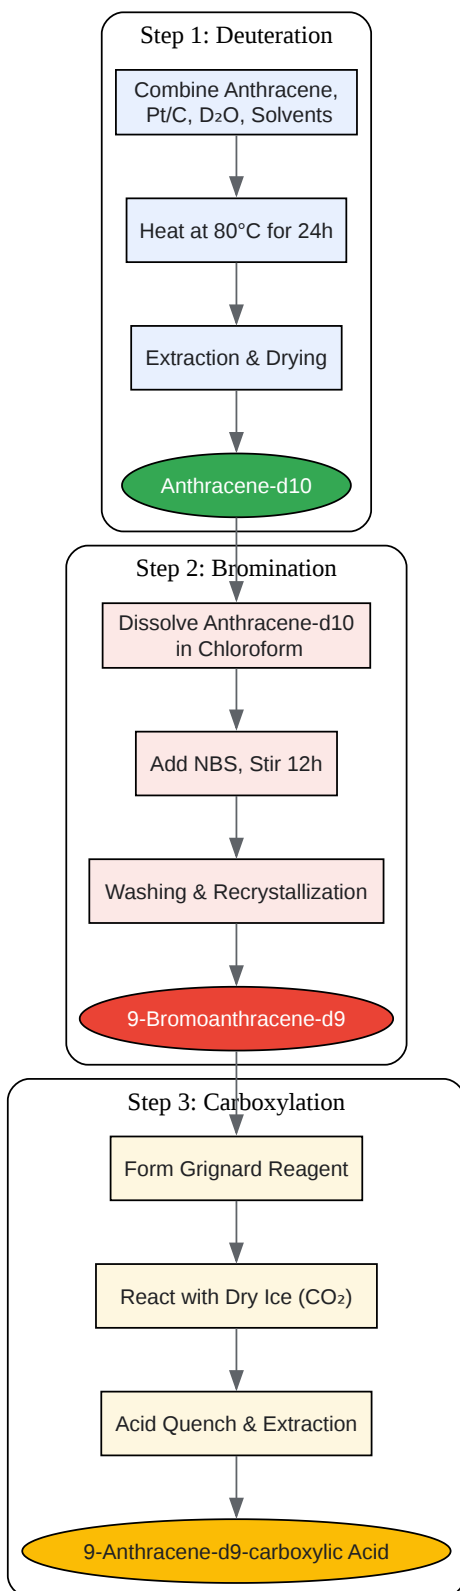 Step 1: Deuteration
Combine Anthracene,
Pt/C, D₂O, Solvents
Heat at 80°C for 24h
Extraction & Drying
Anthracene-d10
Step 2: Bromination
Dissolve Anthracene-d10
in Chloroform
Add NBS, Stir 12h
Washing & Recrystallization
9-Bromoanthracene-d9
Step 3: Carboxylation
Form Grignard Reagent
React with Dry Ice (CO₂)
Acid Quench & Extraction
9-Anthracene-d9-carboxylic Acid